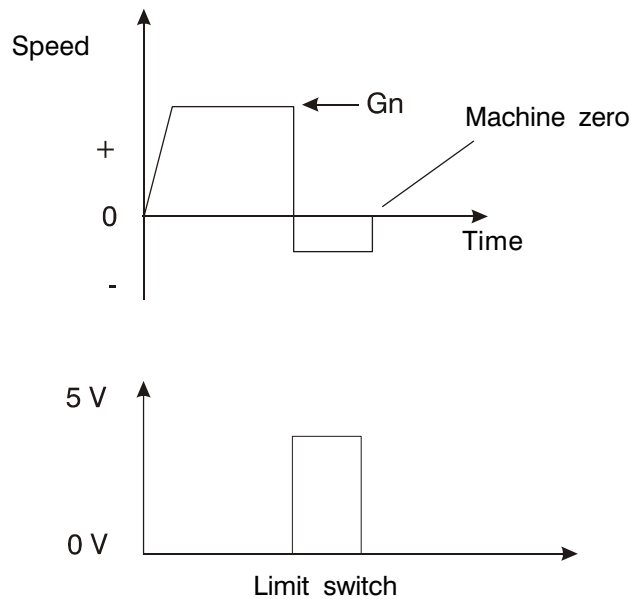 Speed
Gn
Machine zero
+
0
Time
-
5 V
0 V
Limit switch